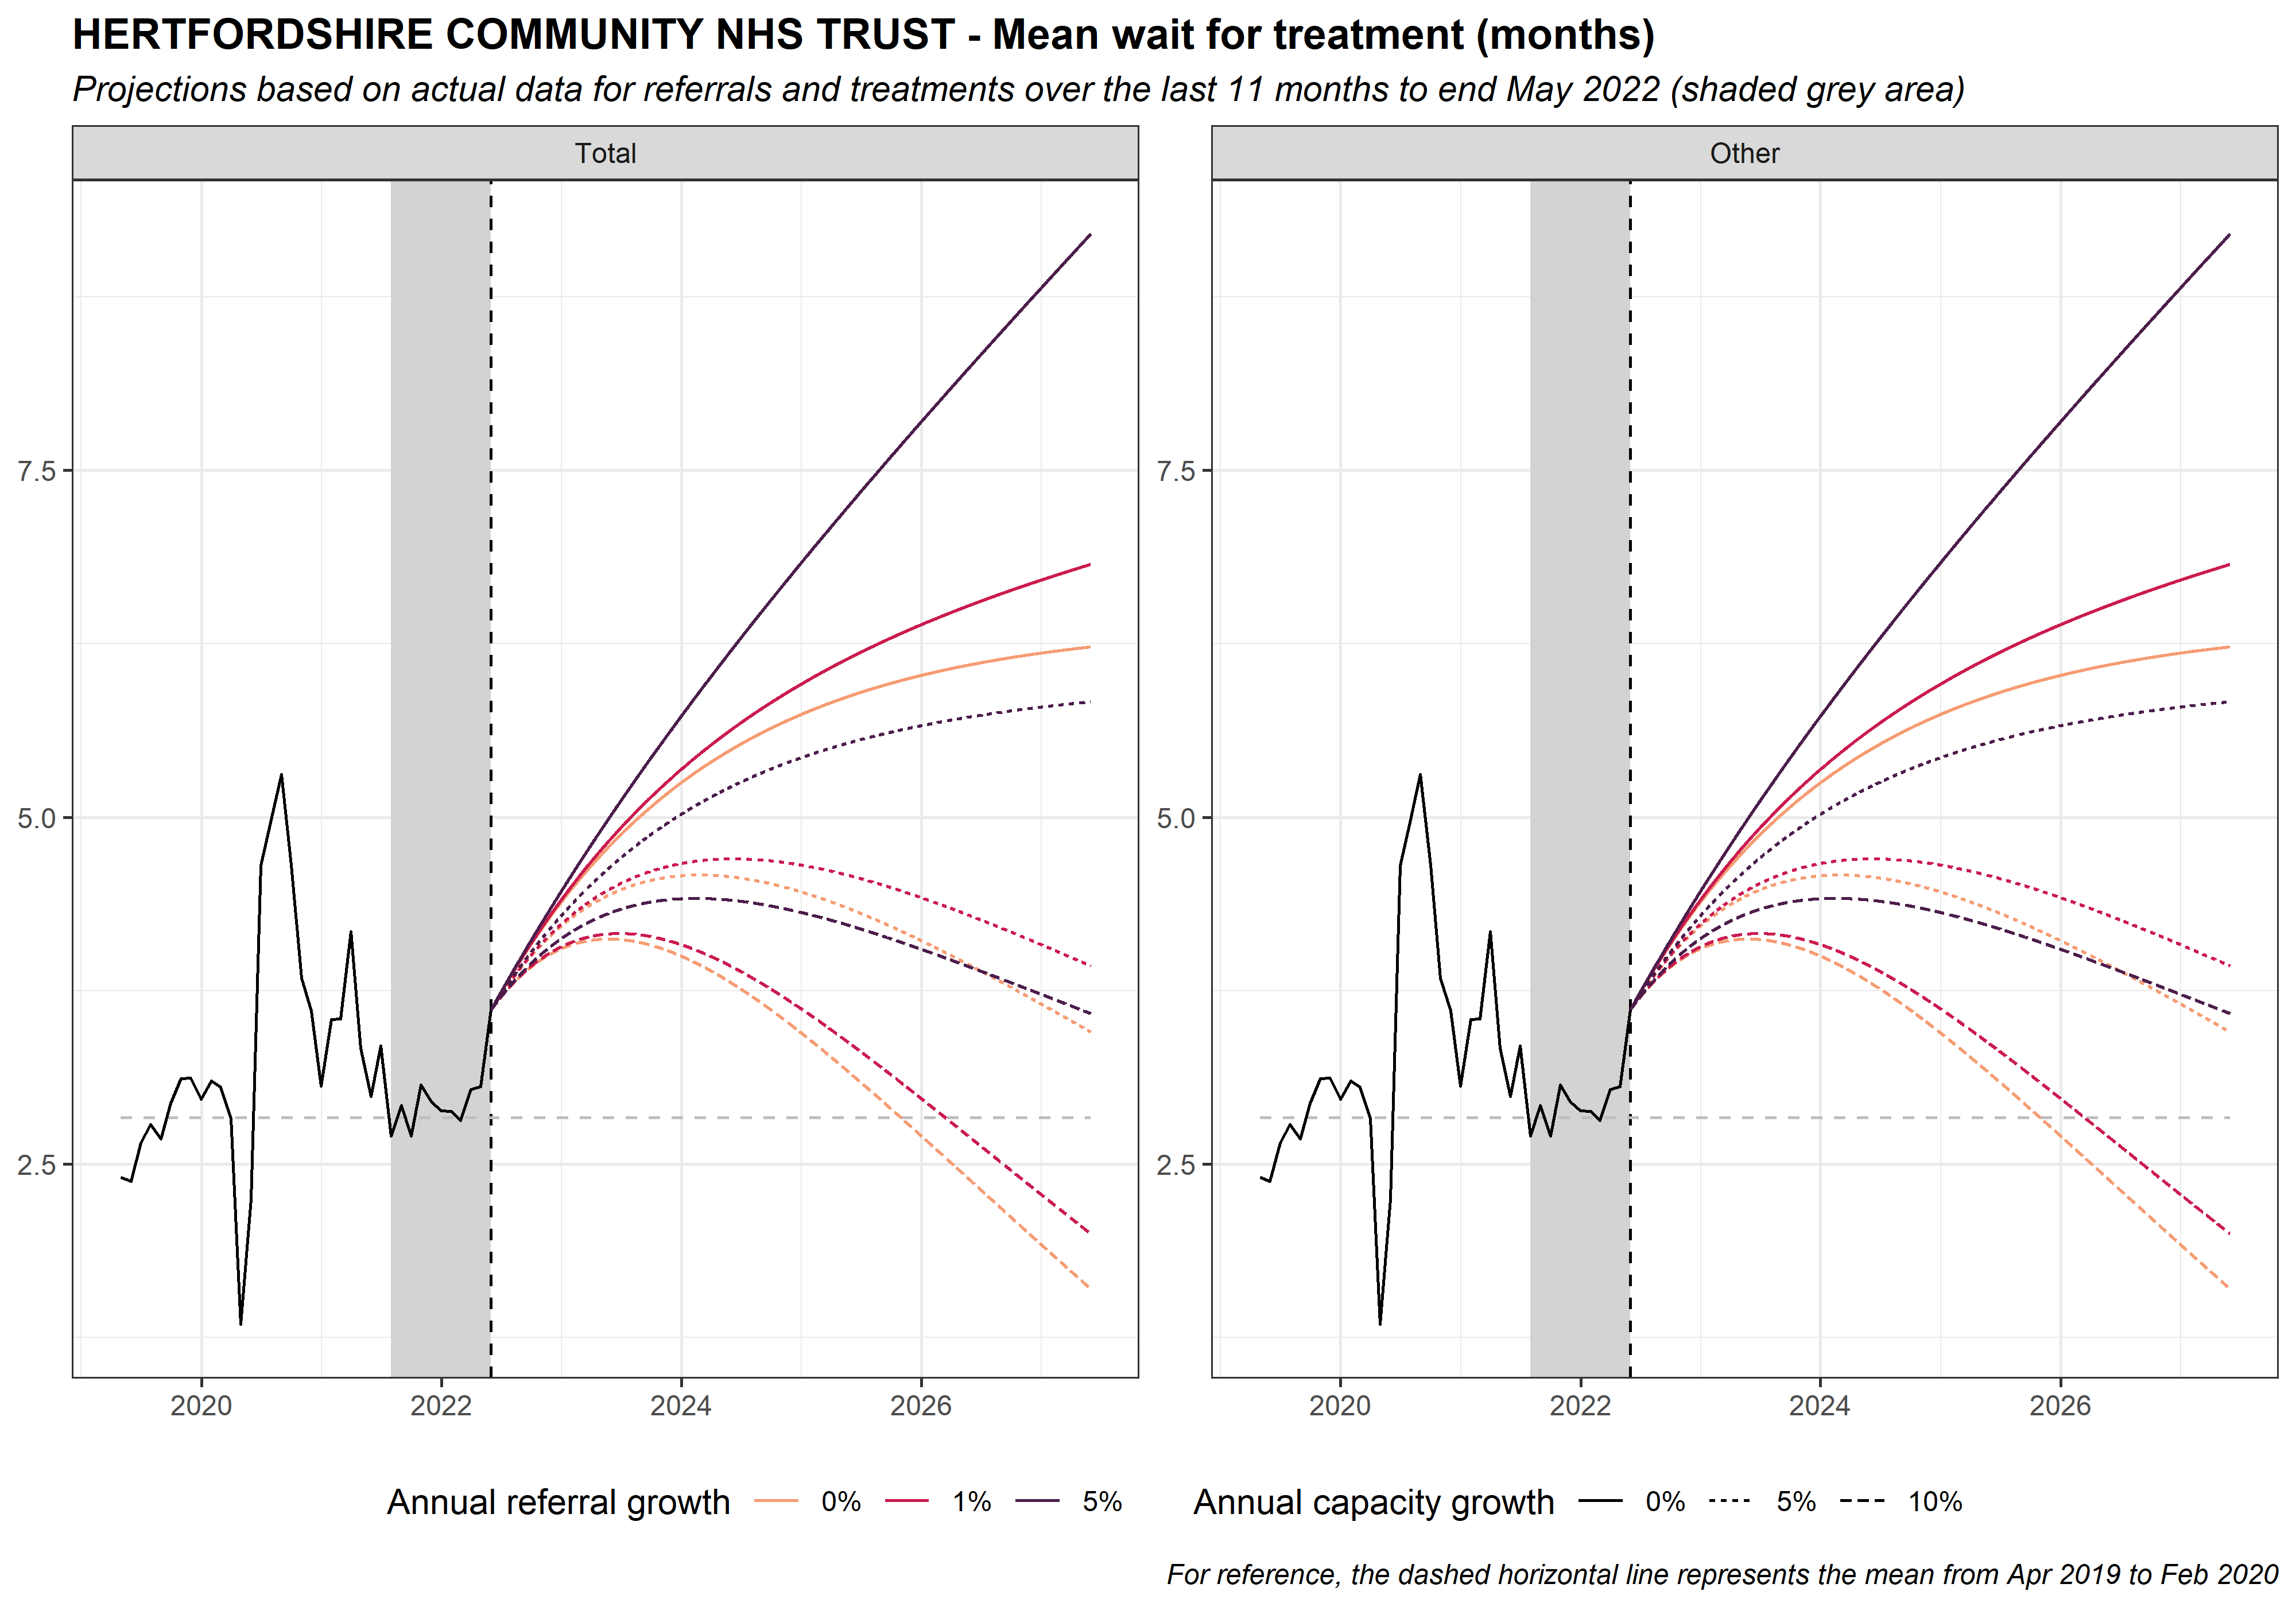 HERTFORDSHIRE COMMUNITY NHS TRUST - Mean wait for treatment (months)
Projections based on actual data for referrals and treatments over the last 11 months to end May 2022 (shaded grey area)
Total
Other
7.5
5.0
2.5
7.5
5.0
2.5
2020 2022 2024 2026
2020 2022 2024 2026
Annual referral growth 0% 1% 5%
Annual capacity growth 0% 5% 10%
For reference, the dashed horizontal line represents the mean from Apr 2019 to Feb 2020